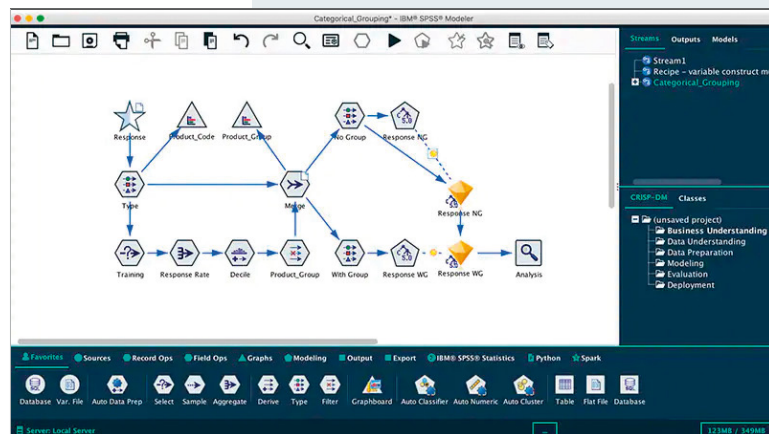 Categorical_Grouping* - IBM® SPSS® Modeler
Streams Outputs Models
Stream1
Recipe - variable construct m
Categorical_Grouping
Response Product_Code Product_Group No Group Response NG
Type Merge
Response NG
Training Response Rate Decile Product_Group With Group Response WG Response WG Analysis
CRISP-DM Classes
(unsaved project)
Business Understanding
Data Understanding
Data Preparation
Modeling
Evaluation
Deployment
Favorites Sources Record Ops Field Ops Graphs Modeling Output Export IBM® SPSS® Statistics Python Spark
Database Var. File Auto Data Prep Select Sample Aggregate Derive Type Filter Graphboard Auto Classifier Auto Numeric Auto Cluster Table Flat File Database
Server: Local Server 123MB / 349MB